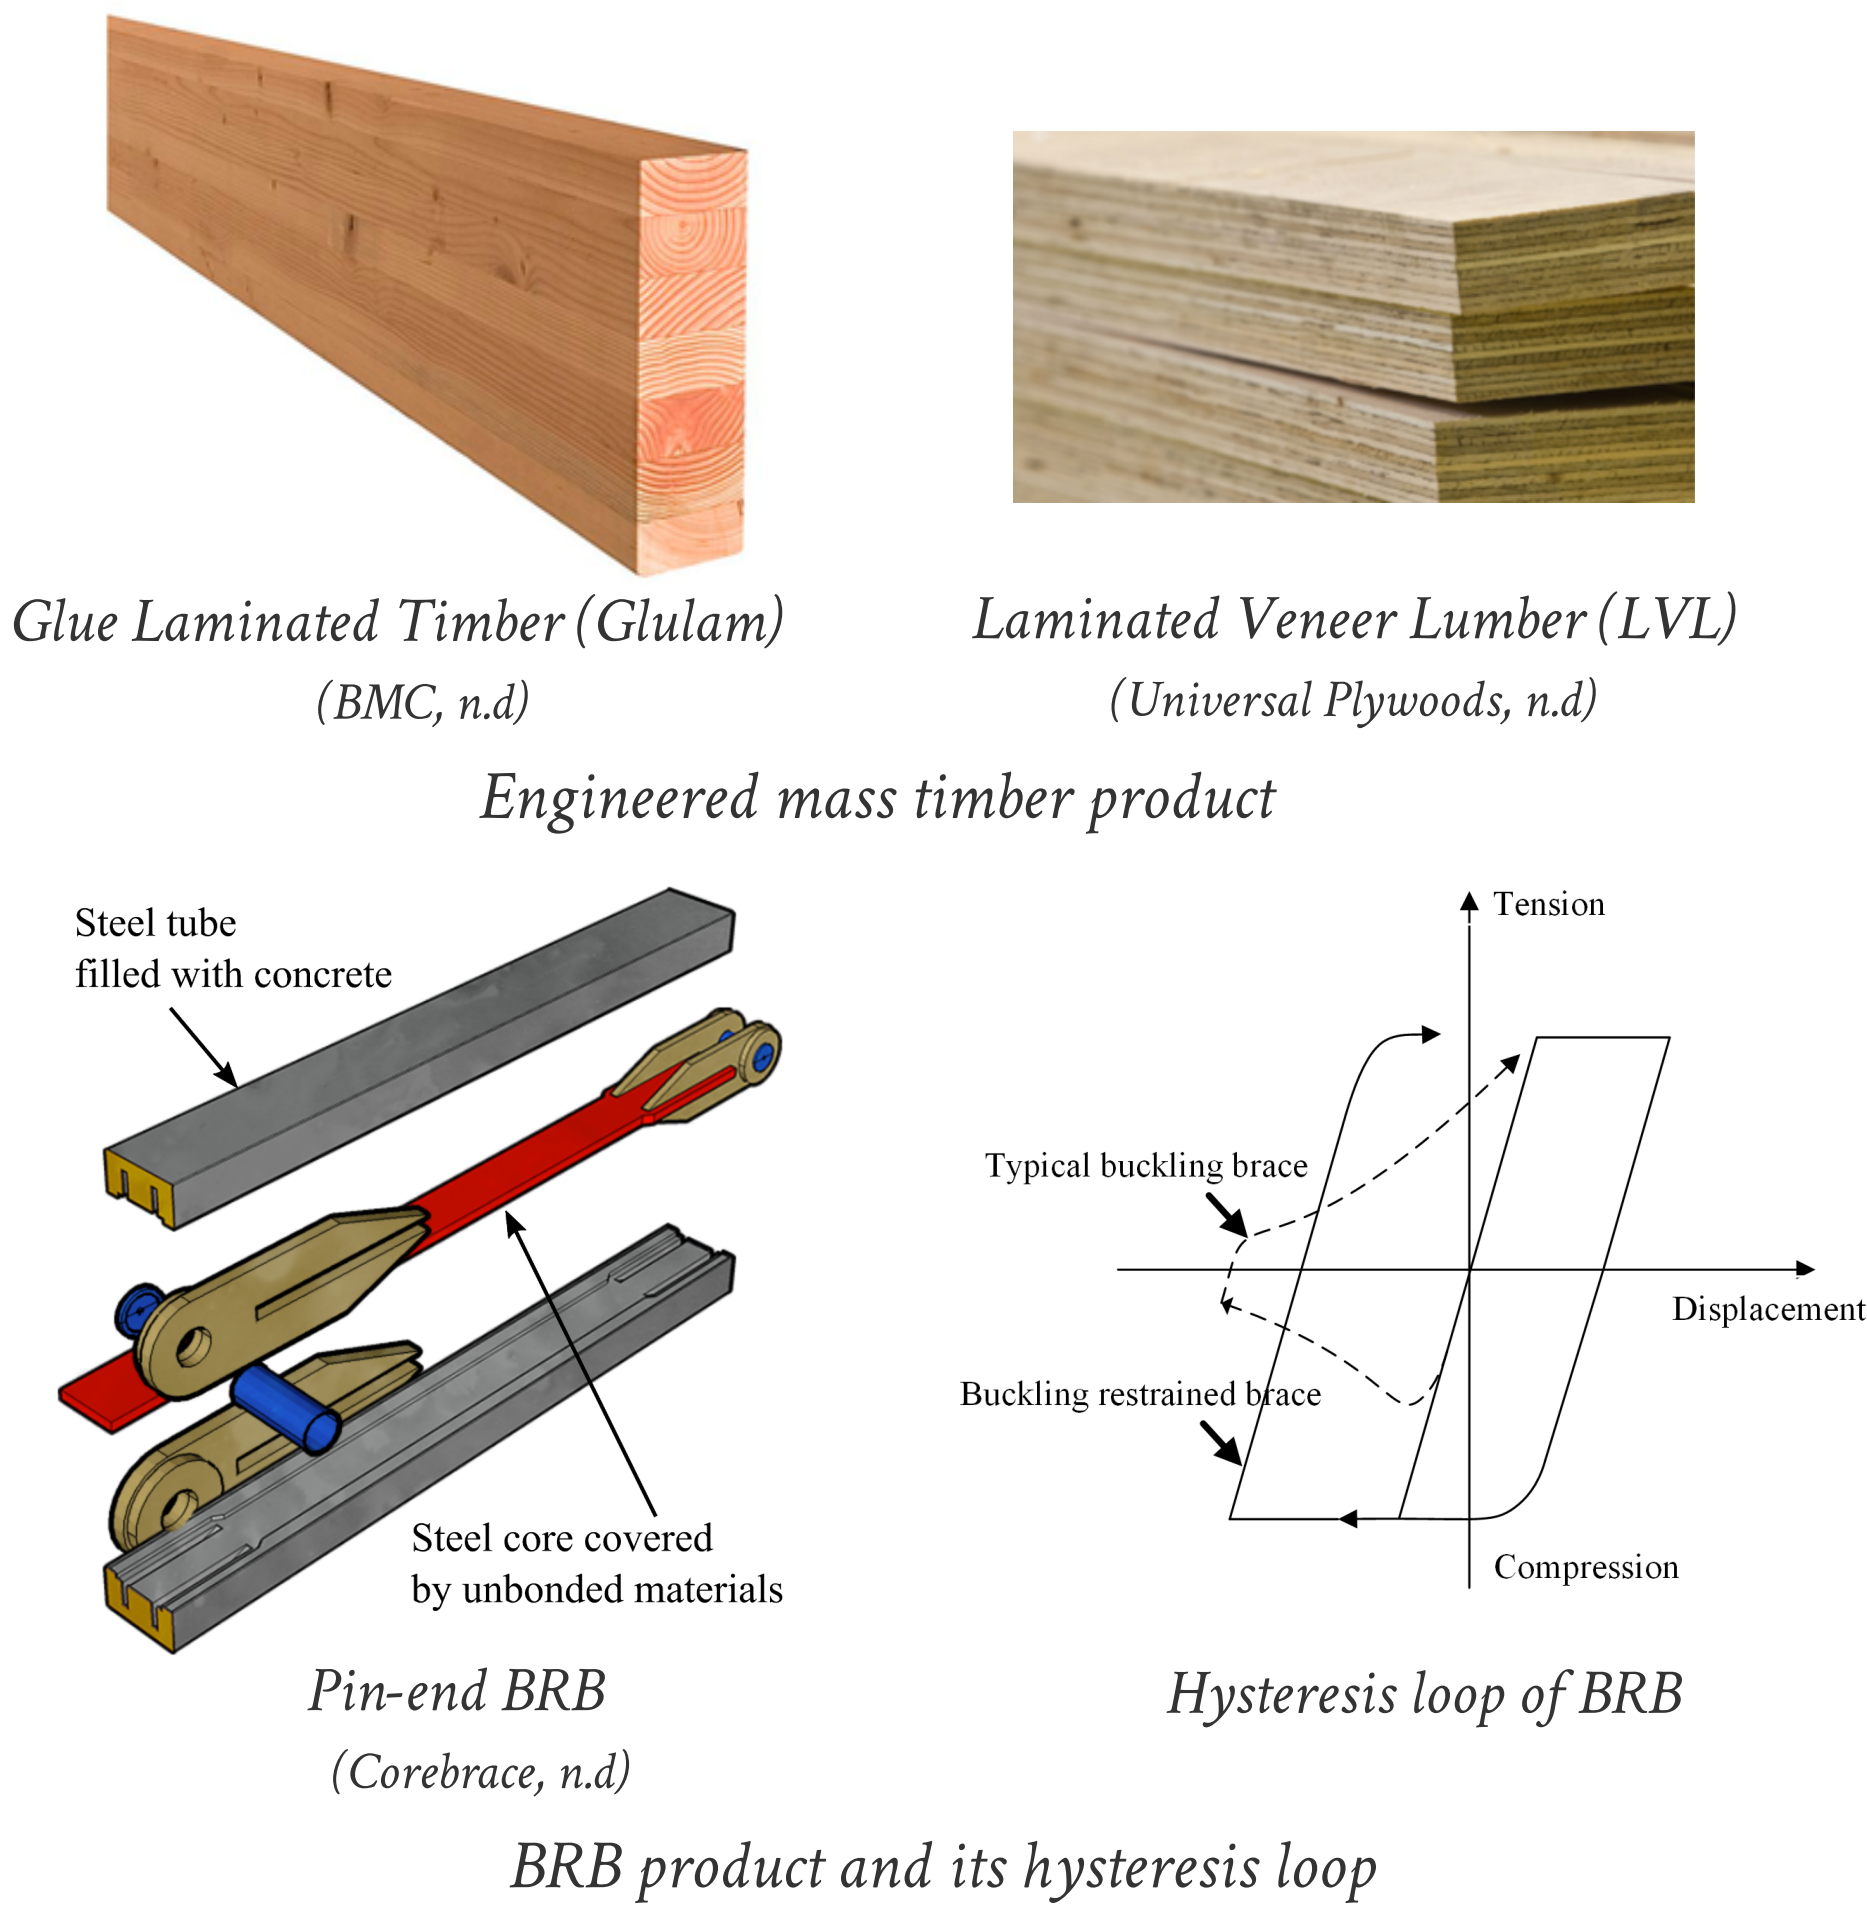 Glue Laminated Timber (Glulam)
(BMC, n.d)
Laminated Veneer Lumber (LVL)
(Universal Plywoods, n.d)
Engineered mass timber product
Steel tube
filled with concrete
Steel core covered
by unbonded materials
Pin-end BRB
(Corebrace, n.d)
Tension
Typical buckling brace
Displacement
Buckling restrained brace
Compression
Hysteresis loop of BRB
BRB product and its hysteresis loop